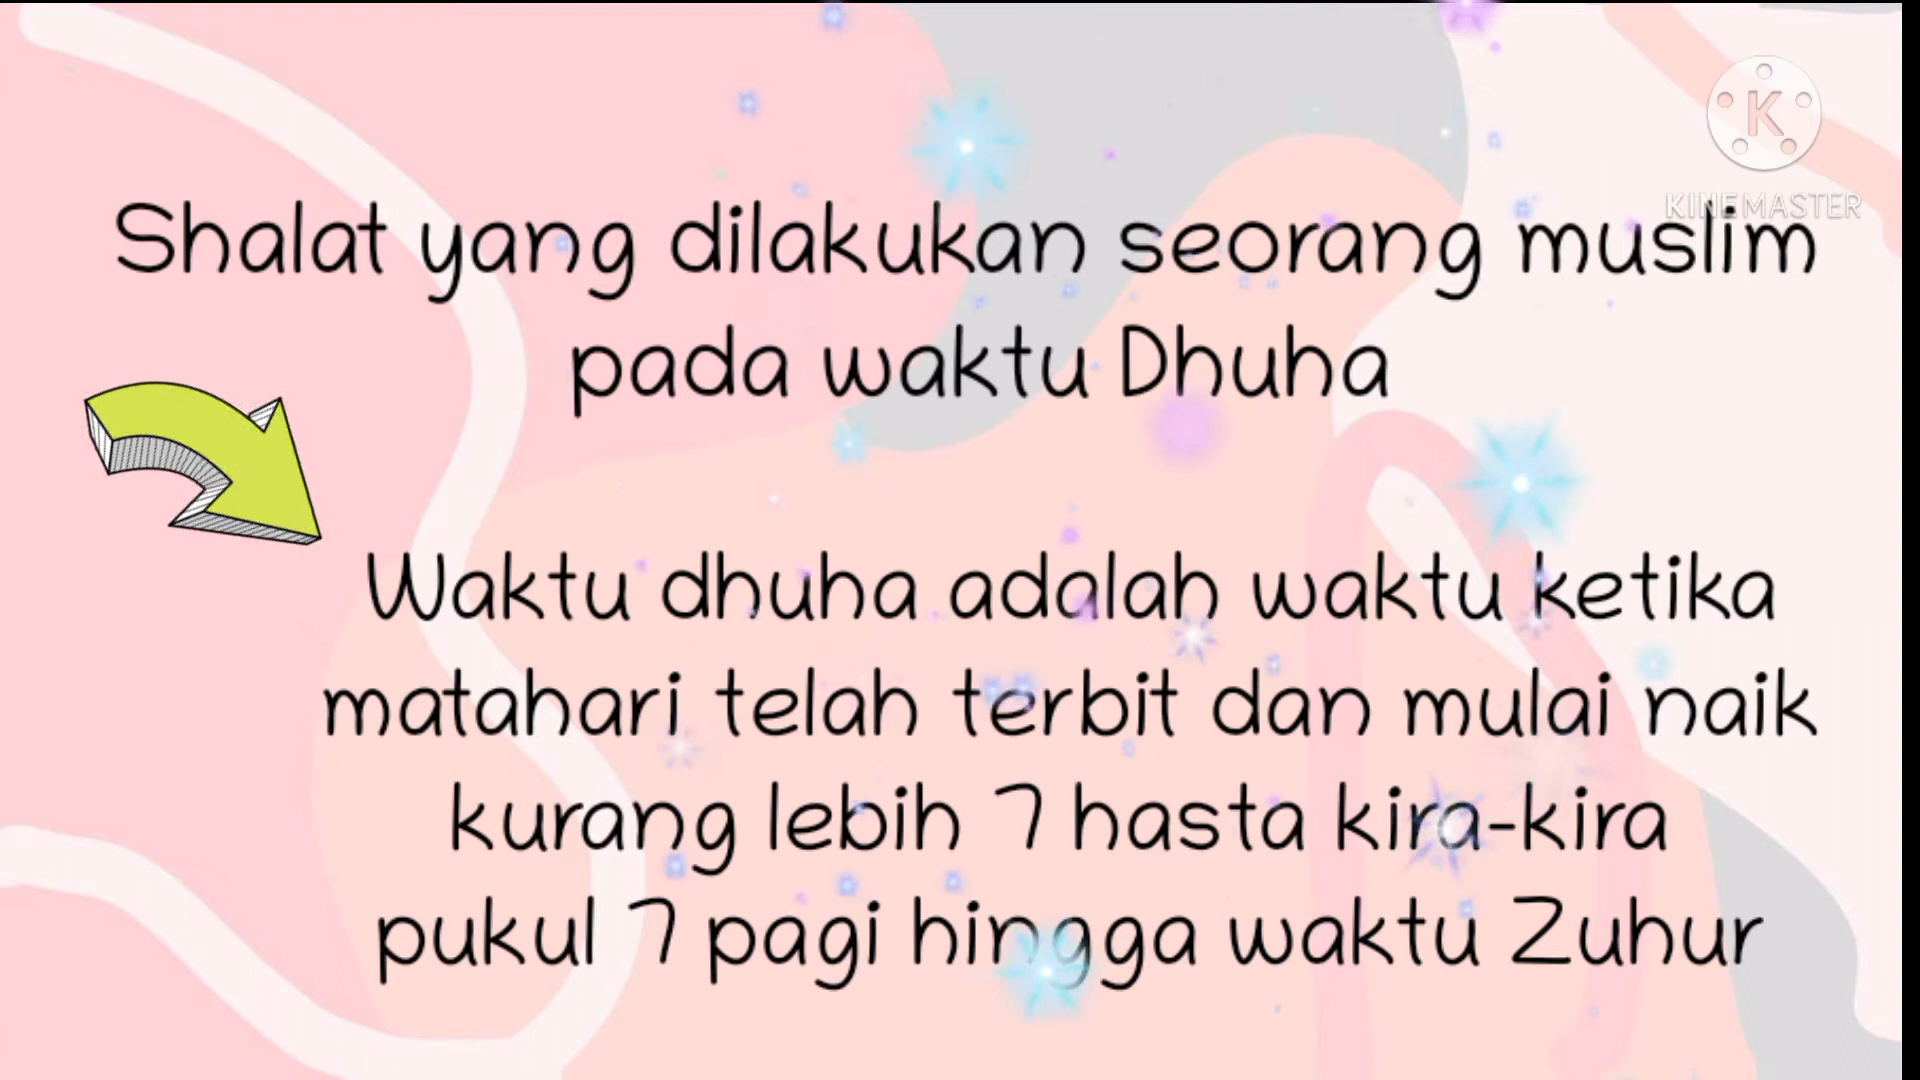 K
KINEMASTER
Shalat yang dilakukan seorang muslim
pada waktu Dhuha
Waktu dhuha adalah waktu ketika
matahari telah terbit dan mulai naik
kurang lebih 7 hasta kira-kira
pukul 7 pagi hingga waktu Zuhur